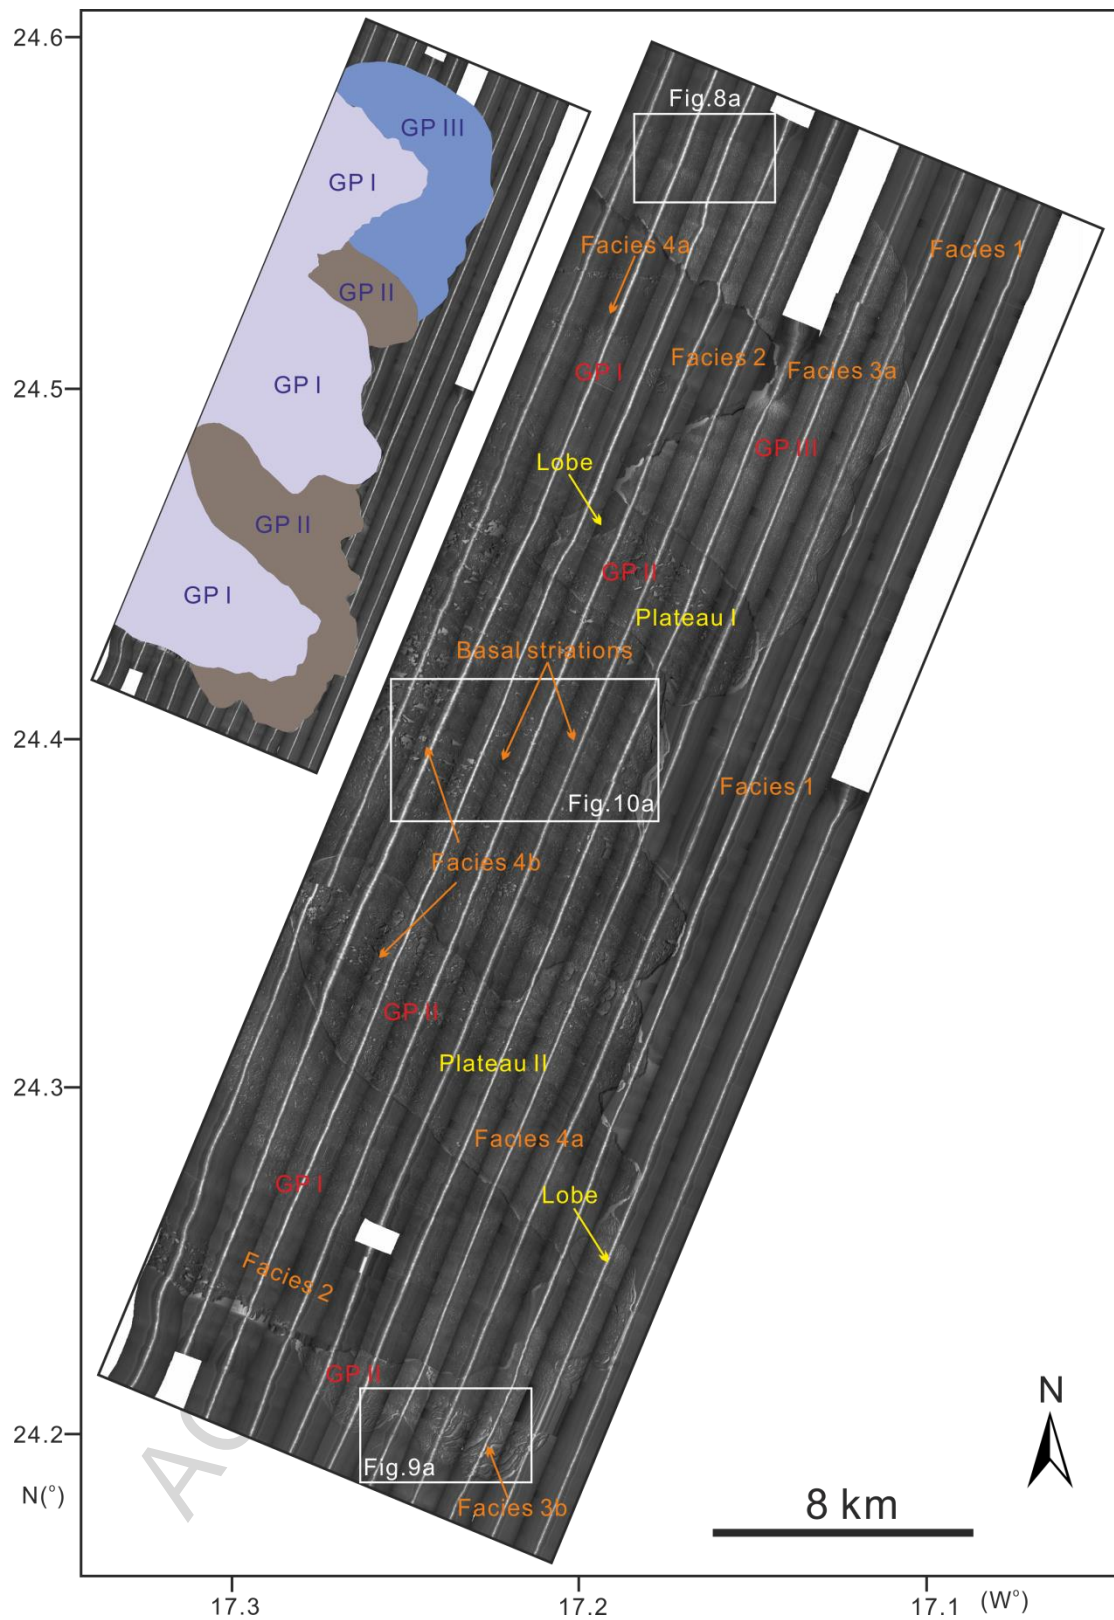 24.6
Fig.8a
GP III
GP I
Facies 4a
Facies 1
GP II
Facies 2
Facies 3a
GP I
24.5
GP I
GP III
Lobe
GP II
GP II
Plateau I
GP I
Basal striations
24.4
Facies 1
Fig.10a
Facies 4b
GP II
Plateau II
24.3
Facies 4a
GP I
Lobe
Facies 2
GP II
24.2
Fig.9a
N(°)
Facies 3b
N
8 km
17.3
17.2
17.1
(W°)